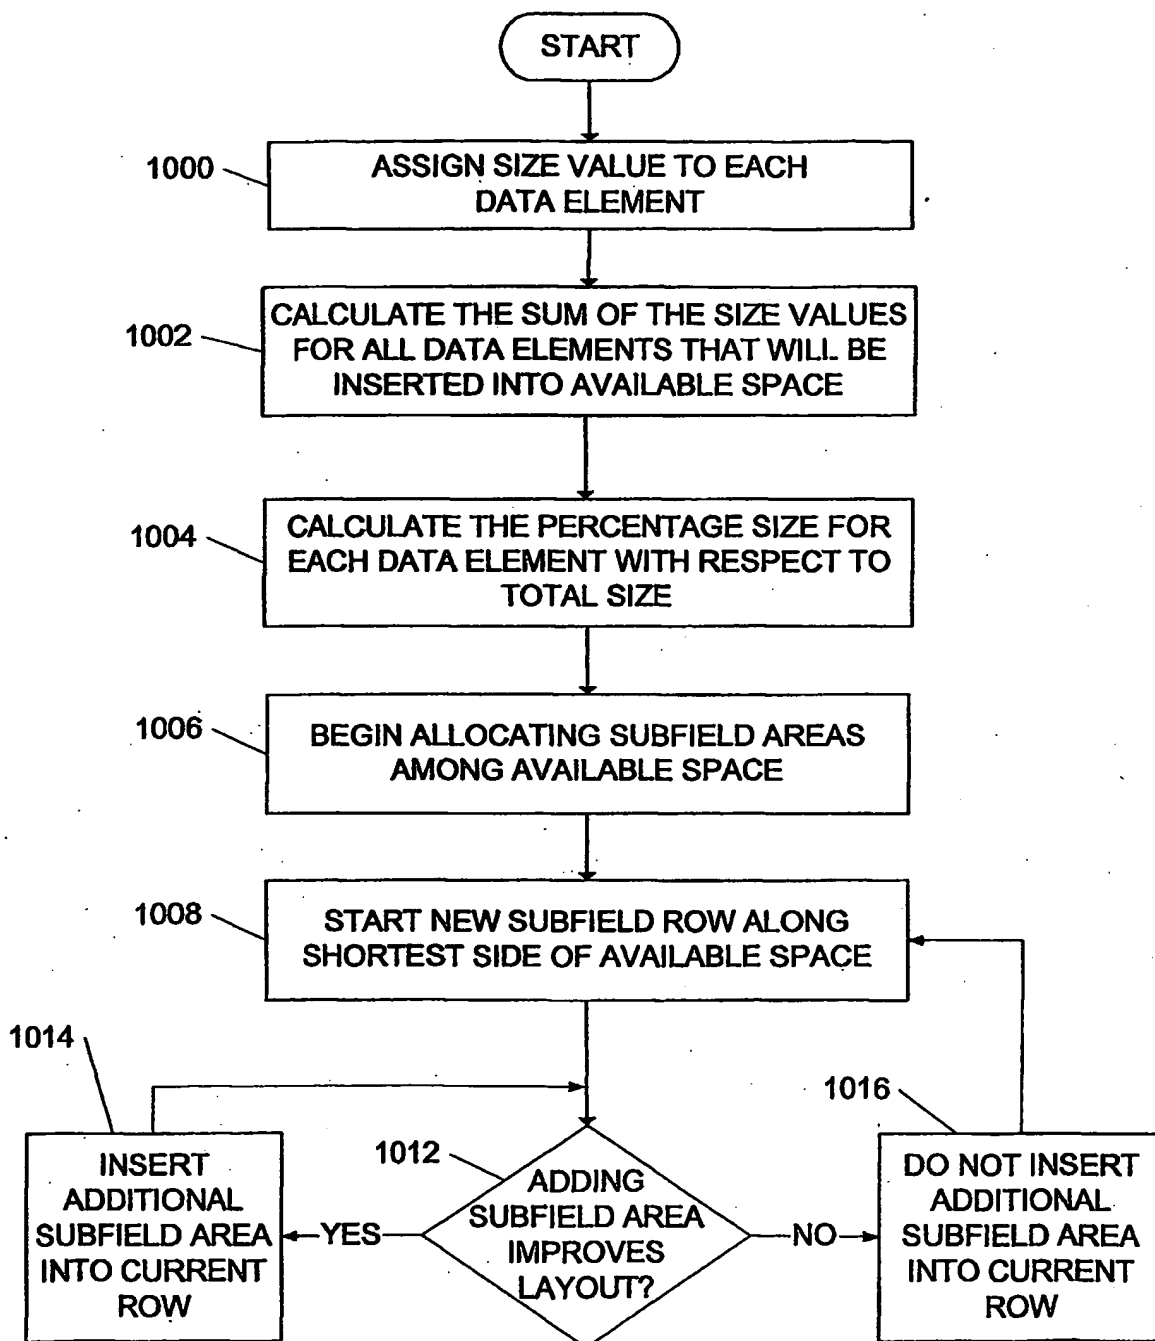 START
1000
ASSIGN SIZE VALUE TO EACH
DATA ELEMENT
1002
CALCULATE THE SUM OF THE SIZE VALUES
FOR ALL DATA ELEMENTS THAT WILL BE
INSERTED INTO AVAILABLE SPACE
1004
CALCULATE THE PERCENTAGE SIZE FOR
EACH DATA ELEMENT WITH RESPECT TO
TOTAL SIZE
1006
BEGIN ALLOCATING SUBFIELD AREAS
AMONG AVAILABLE SPACE
1008
START NEW SUBFIELD ROW ALONG
SHORTEST SIDE OF AVAILABLE SPACE
1014
INSERT
ADDITIONAL
SUBFIELD AREA
INTO CURRENT
ROW
YES
1012
ADDING
SUBFIELD AREA
IMPROVES
LAYOUT?
NO
1016
DO NOT INSERT
ADDITIONAL
SUBFIELD AREA
INTO CURRENT
ROW